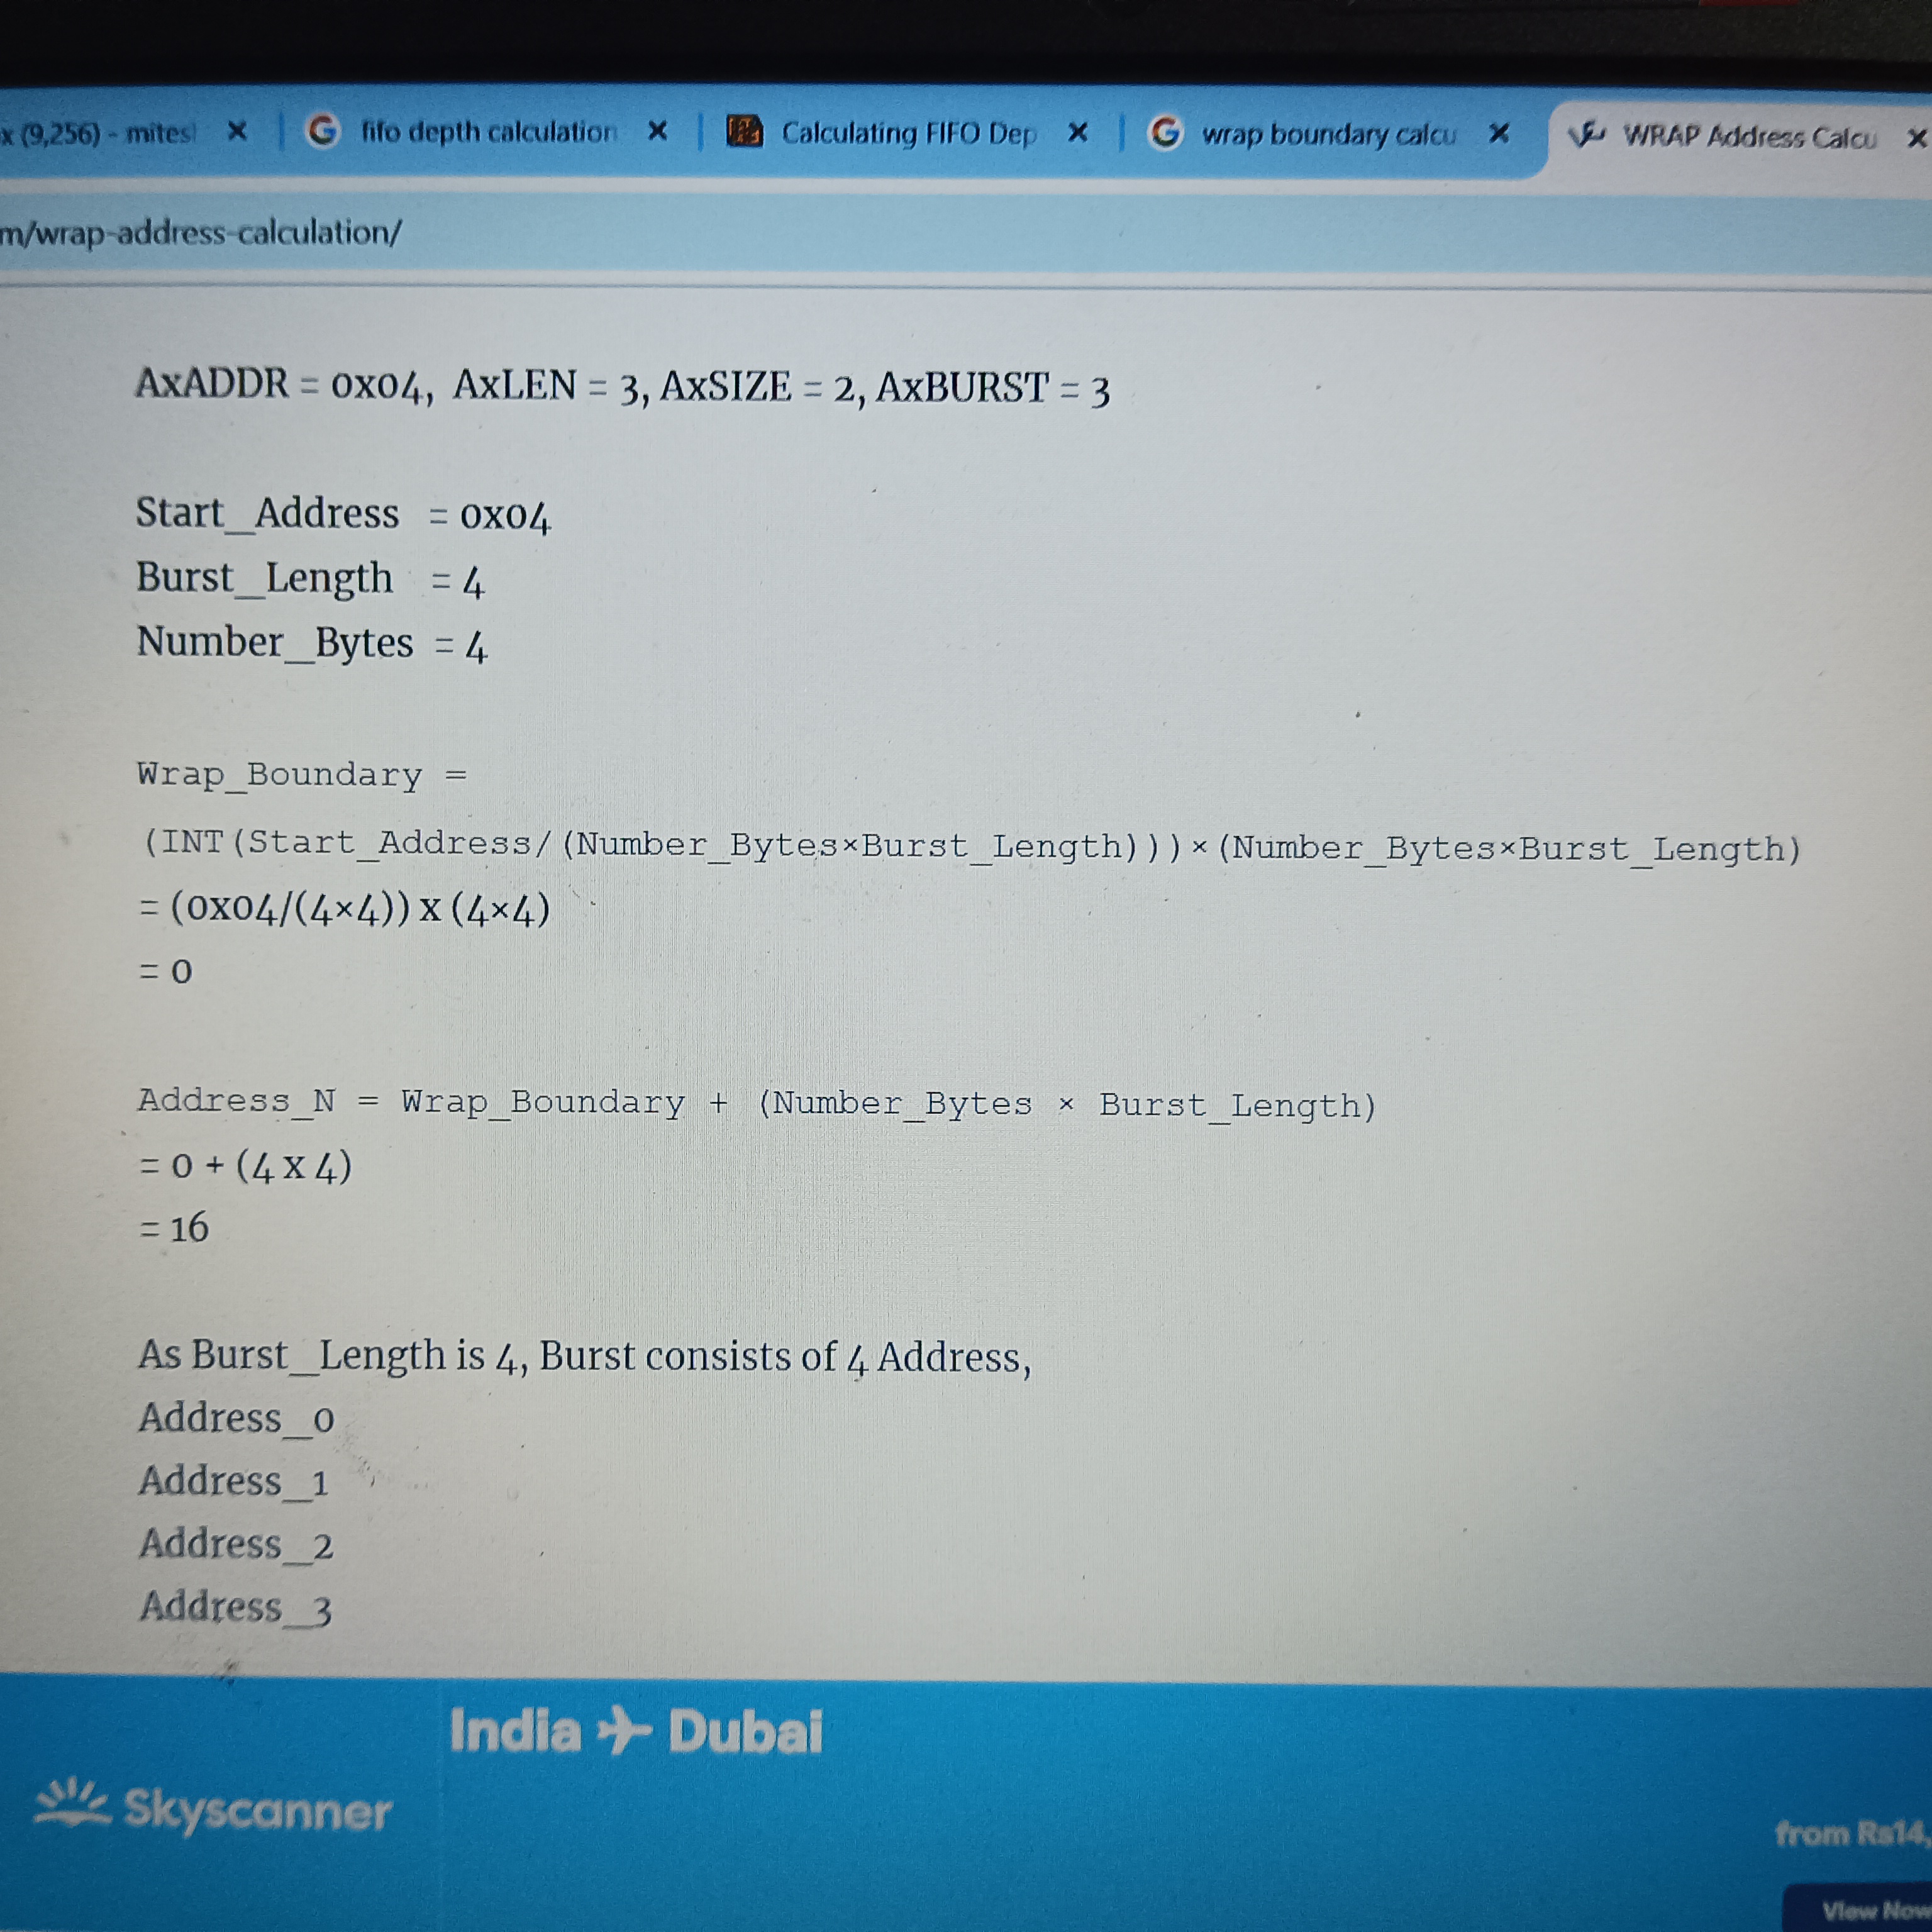 x (9,256) - mites
fifo depth calculation
Calculating FIFO Dep
wrap boundary calcu
WRAP Address Calcu
m/wrap-address-calculation/
AxADDR = 0x04, AxLEN = 3, AxSIZE = 2, AxBURST = 3
Start_Address = 0x04
Burst_Length = 4
Number_Bytes = 4
Wrap_Boundary =
(INT(Start_Address/(Number_Bytes×Burst_Length)))×(Number_Bytes×Burst_Length)
= (0x04/(4×4)) x (4×4)
= 0
Address_N = Wrap_Boundary + (Number_Bytes × Burst_Length)
= 0 + (4 x 4)
= 16
As Burst_Length is 4, Burst consists of 4 Address,
Address_0
Address_1
Address_2
Address_3
India Dubai
Skyscanner
from Rs14,
View Now